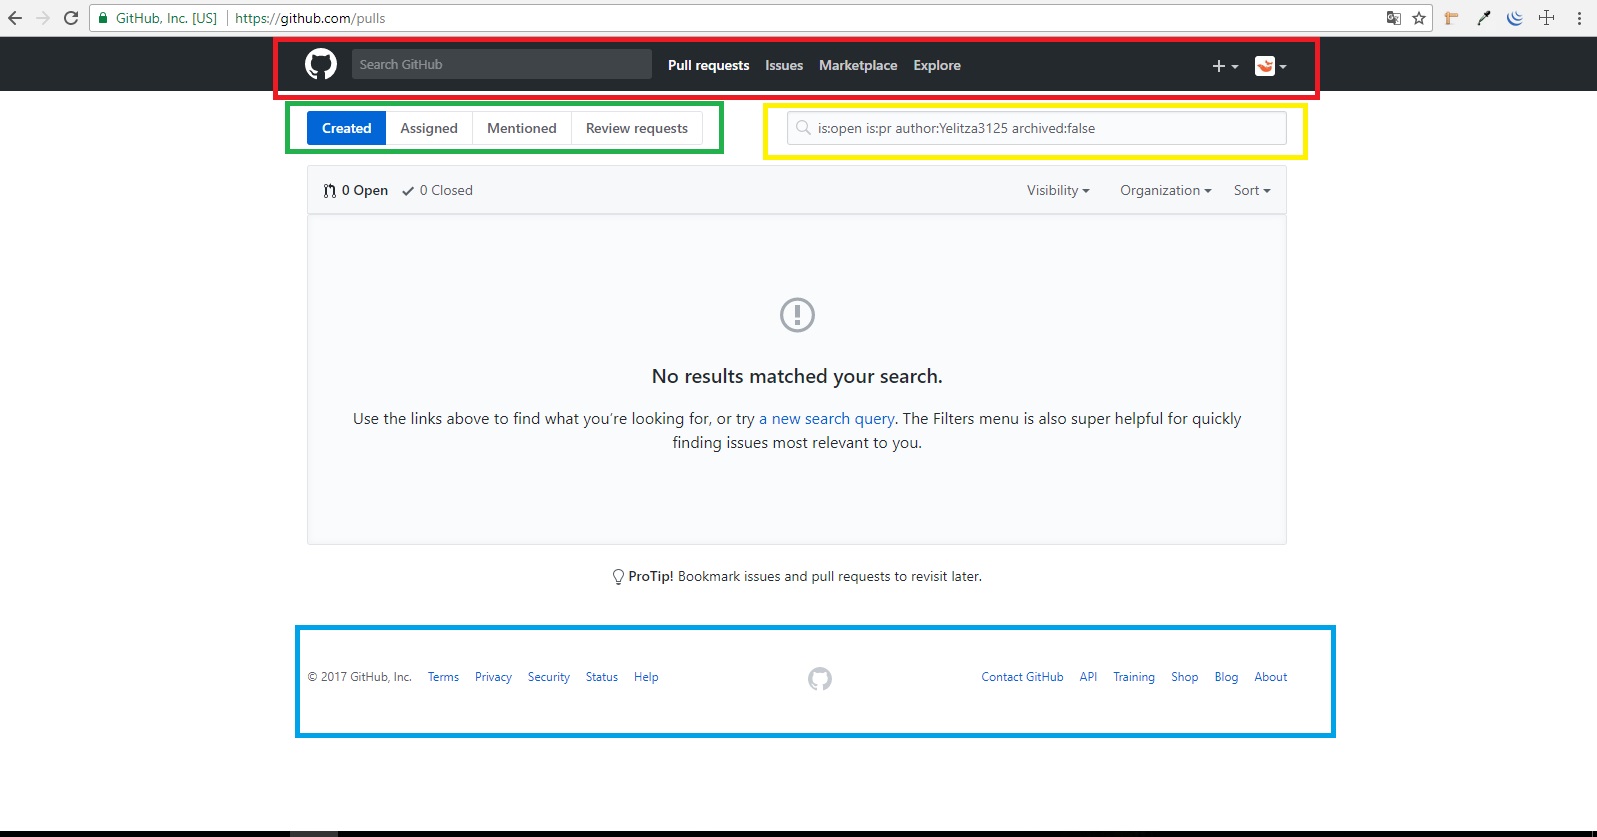 GitHub, Inc. [US] https://github.com/pulls
Search GitHub Pull requests Issues Marketplace Explore
Created Assigned Mentioned Review requests is:open is:pr author:Yelitza3125 archived:false
0 Open 0 Closed Visibility Organization Sort
No results matched your search.
Use the links above to find what you’re looking for, or try a new search query. The Filters menu is also super helpful for quickly
finding issues most relevant to you.
ProTip! Bookmark issues and pull requests to revisit later.
© 2017 GitHub, Inc. Terms Privacy Security Status Help Contact GitHub API Training Shop Blog About